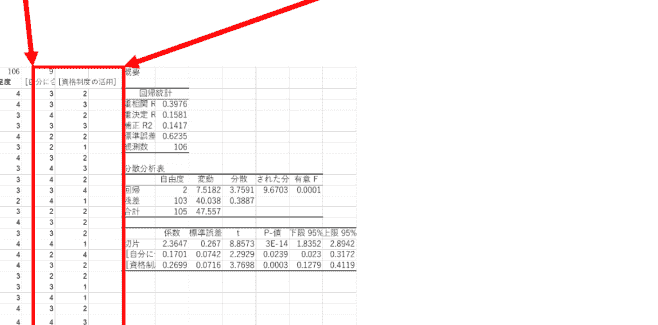 106 9 概要
度 [自分にど [資格制度の活用]
4 3 2 回帰統計
4 3 3 重相関 R 0.3976
3 4 2 重決定 R 0.1581
3 3 3 補正 R2 0.1417
4 2 2 標準誤差 0.6235
3 2 1 観測数 106
4 3 2
3 4 3 分散分析表
3 4 2 自由度 変動 分散 された分 有意 F
3 3 4 回帰 2 7.5182 3.7591 9.6703 0.0001
2 4 1 残差 103 40.038 0.3887
3 2 2 合計 105 47.557
4 3 2
3 3 2 係数 標準誤差 t P-値 下限 95% 上限 95%
4 4 1 切片 2.3647 0.267 8.8573 3E-14 1.8352 2.8942
4 2 4 [自分に 0.1701 0.0742 2.2929 0.0239 0.023 0.3172
4 3 2 [資格制 0.2699 0.0716 3.7698 0.0003 0.1279 0.4119
3 2 2
3 3 1
3 4 1
4 3 2
4 4 3